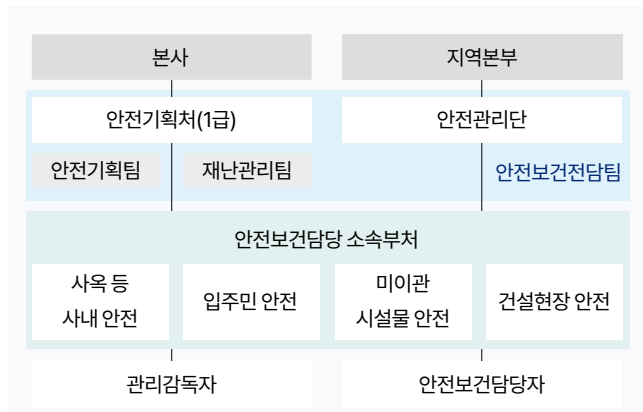 본사
지역본부
안전기획처(1급)
안전관리단
안전기획팀
재난관리팀
안전보건전담팀
안전보건담당 소속부처
사옥 등
사내 안전
입주민 안전
미이관
시설물 안전
건설현장 안전
관리감독자
안전보건담당자